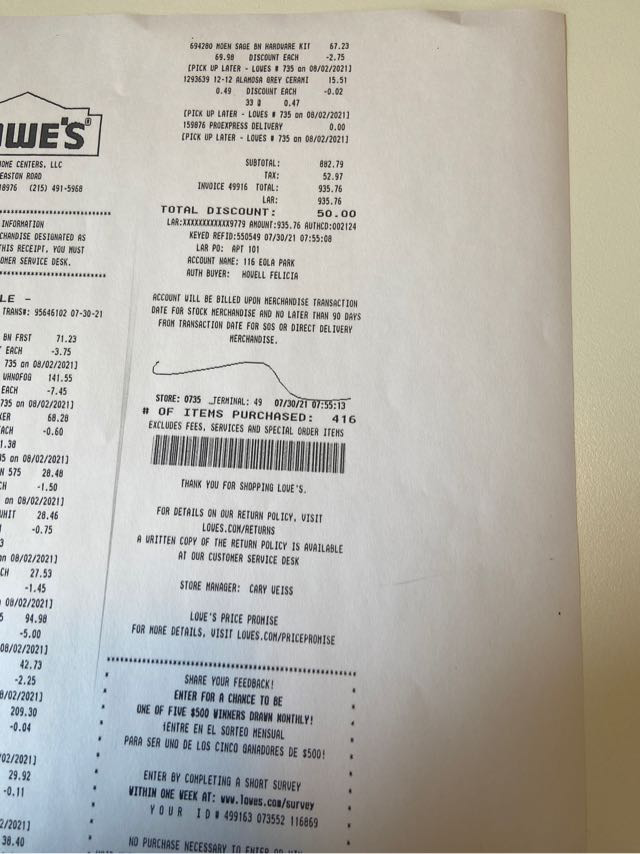 OWE'S
OME CENTERS, LLC
EASTON ROAD
18976 (215) 491-5968
INFORMATION
CHANDISE DESIGNATED AS
THIS RECEIPT, YOU MUST
OMER SERVICE DESK.
LE -
TRANS#: 95646102 07-30-21
BN FRST 71.23
EACH -3.75
735 on 08/02/2021]
WHNOFOG 141.55
EACH -7.45
735 on 08/02/2021]
KER 68.28
ACH -0.60
1.38
35 on 08/02/2021]
N 575 28.48
CH -1.50
on 08/02/2021]
WHIT 28.46
-0.75
3
on 08/02/2021]
CH 27.53
-1.45
08/02/2021]
5 94.98
-5.00
08/02/2021]
42.73
-2.25
8/02/2021]
209.30
-0.04
/02/2021]
29.92
-0.11
2/2021]
38.40
694280 MOEN SAGE BN HARDWARE KIT 67.23
69.98 DISCOUNT EACH -2.75
[PICK UP LATER - LOWES # 735 on 08/02/2021]
1293639 12-12 ALAMOSA GREY CERAMI 15.51
0.49 DISCOUNT EACH -0.02
33 @ 0.47
[PICK UP LATER - LOWES # 735 on 08/02/2021]
159876 PROEXPRESS DELIVERY 0.00
[PICK UP LATER - LOWES # 735 on 08/02/2021]
SUBTOTAL: 882.79
TAX: 52.97
INVOICE 49916 TOTAL: 935.76
LAR: 935.76
TOTAL DISCOUNT: 50.00
LAR:XXXXXXXXXXXX9779 AMOUNT:935.76 AUTHCD:002124
KEYED REFID:550549 07/30/21 07:55:08
LAR PO: APT 101
ACCOUNT NAME: 116 EOLA PARK
AUTH BUYER: HOWELL FELICIA
ACCOUNT WILL BE BILLED UPON MERCHANDISE TRANSACTION
DATE FOR STOCK MERCHANDISE AND NO LATER THAN 90 DAYS
FROM TRANSACTION DATE FOR SOS OR DIRECT DELIVERY
MERCHANDISE.
STORE: 0735 TERMINAL: 49 07/30/21 07:55:13
# OF ITEMS PURCHASED: 416
EXCLUDES FEES, SERVICES AND SPECIAL ORDER ITEMS
THANK YOU FOR SHOPPING LOWE'S.
FOR DETAILS ON OUR RETURN POLICY, VISIT
LOWES.COM/RETURNS
A WRITTEN COPY OF THE RETURN POLICY IS AVAILABLE
AT OUR CUSTOMER SERVICE DESK
STORE MANAGER: CARY WEISS
LOWE'S PRICE PROMISE
FOR MORE DETAILS, VISIT LOWES.COM/PRICEPROMISE
SHARE YOUR FEEDBACK!
ENTER FOR A CHANCE TO BE
ONE OF FIVE $500 WINNERS DRAWN MONTHLY!
¡ENTRE EN EL SORTEO MENSUAL
PARA SER UNO DE LOS CINCO GANADORES DE $500!
ENTER BY COMPLETING A SHORT SURVEY
WITHIN ONE WEEK AT: www.lowes.com/survey
YOUR ID# 499163 073552 116869
NO PURCHASE NECESSARY TO ENTER OR WIN